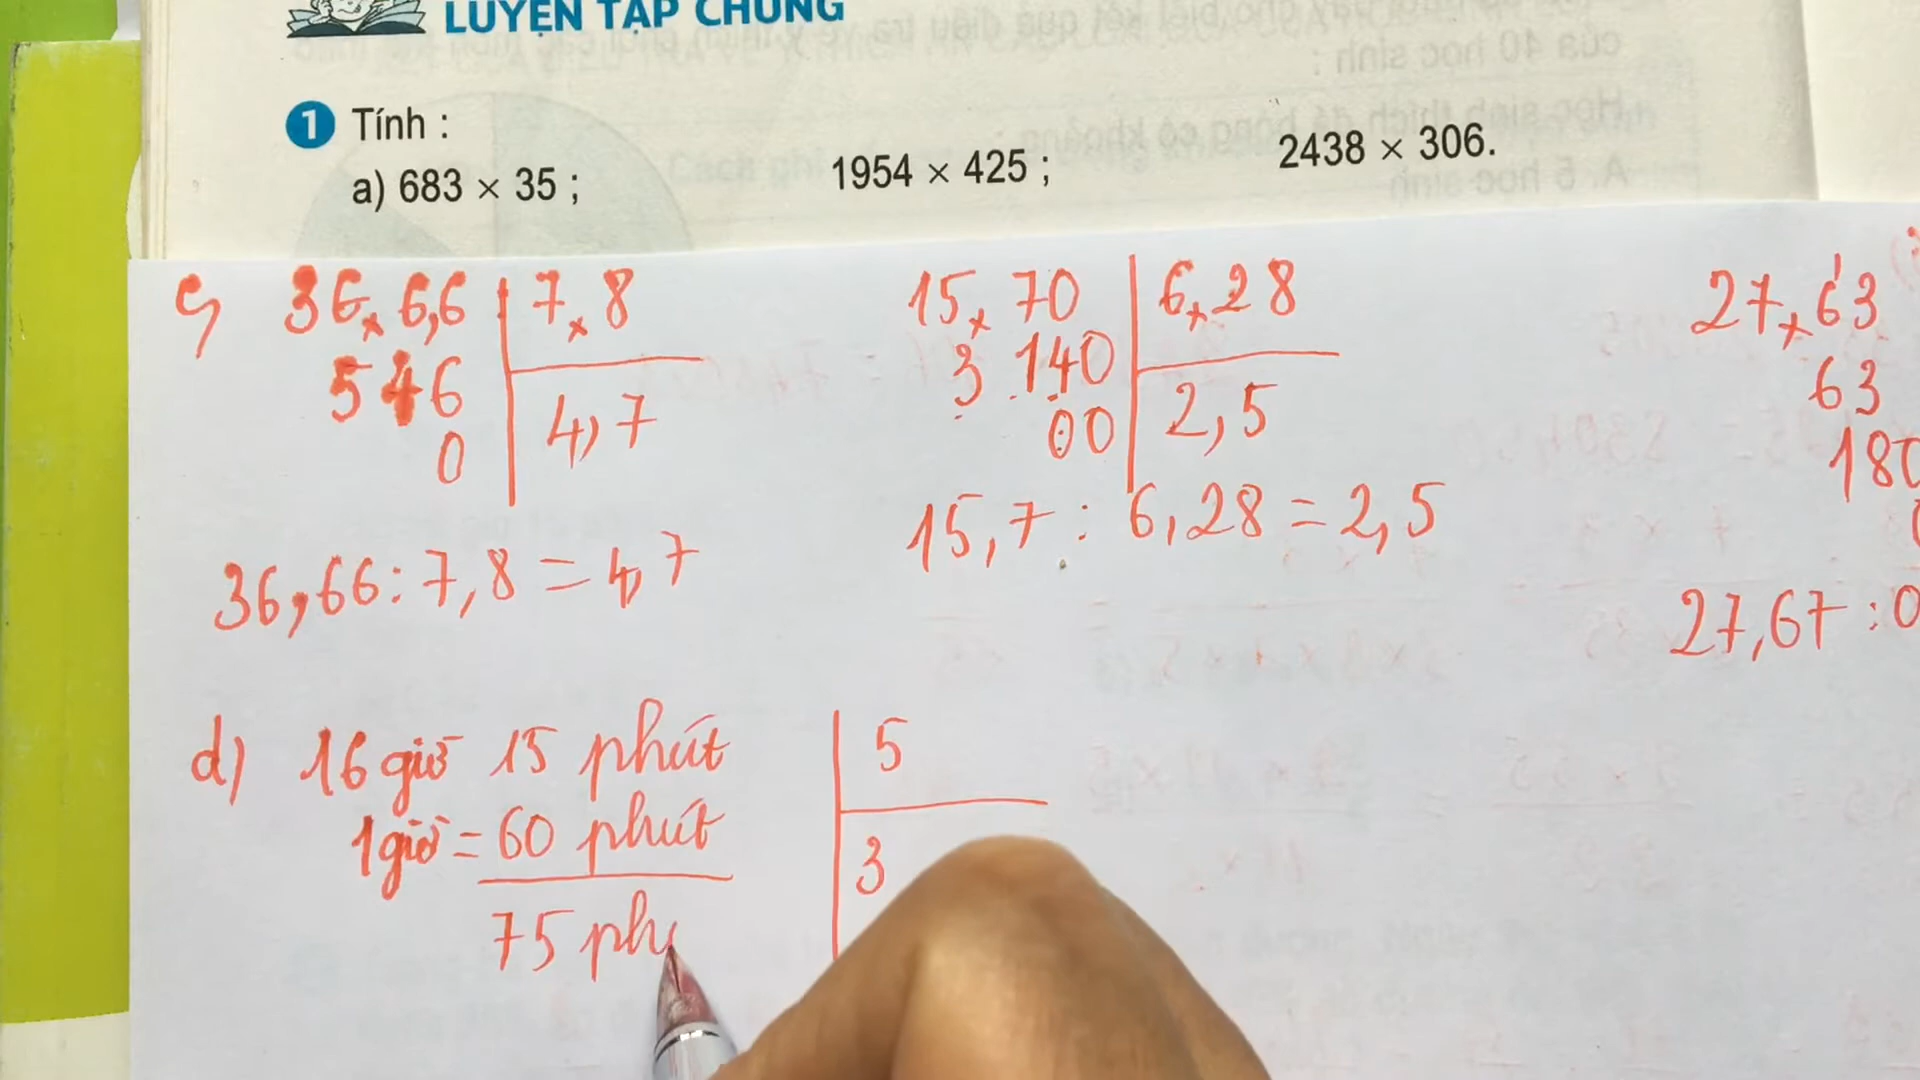 LUYỆN TẬP CHUNG
1 Tính :
a) 683 × 35 ; 1954 × 425 ; 2438 × 306.
c) 36,66 7,8
546 4,7
0
15,70 6,28
3 140 2,5
00
27,63
63
180
36,66 : 7,8 = 4,7
15,7 : 6,28 = 2,5
27,67 : 0
d) 16 giờ 15 phút 5
1 giờ = 60 phút 3
75 phú